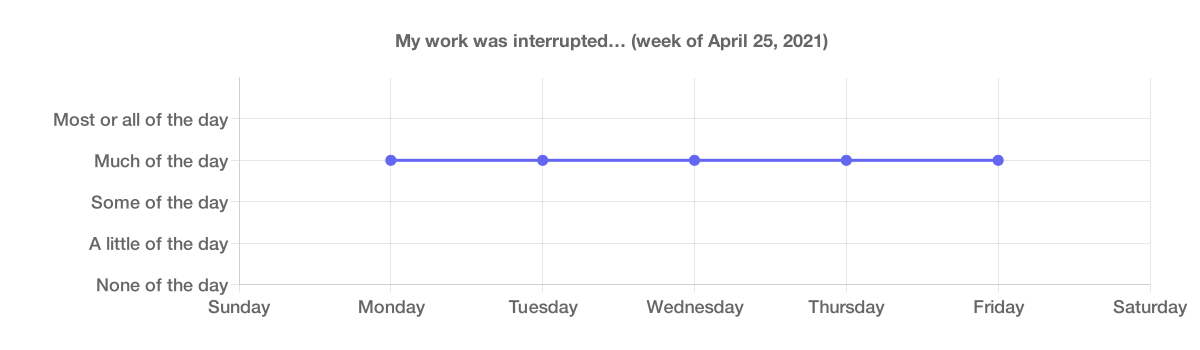 My work was interrupted… (week of April 25, 2021)
Most or all of the day
Much of the day
Some of the day
A little of the day
None of the day
Sunday Monday Tuesday Wednesday Thursday Friday Saturday